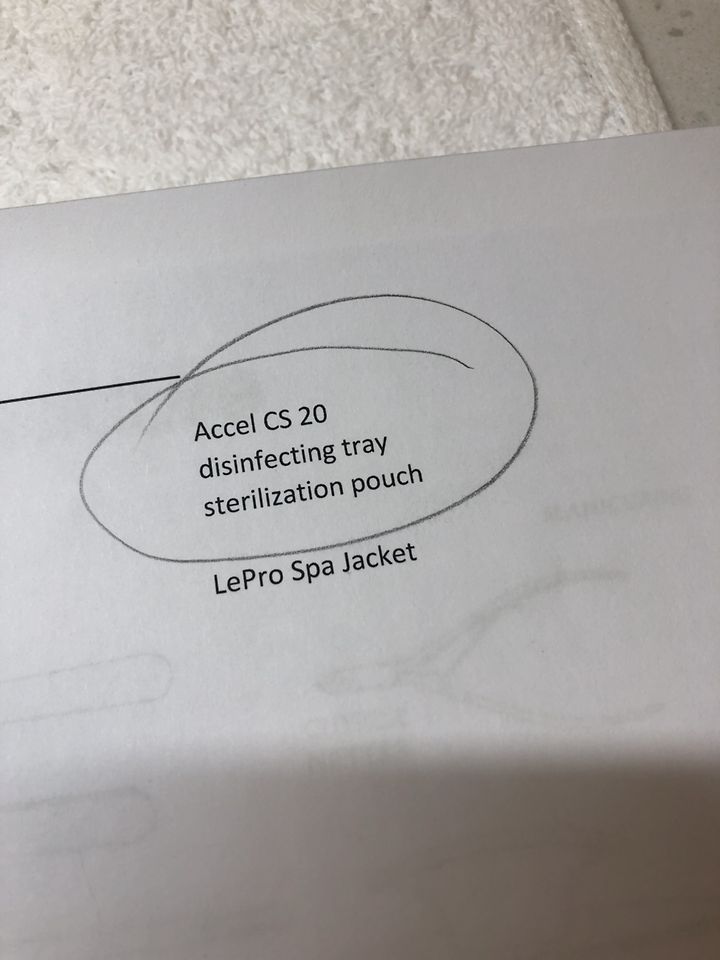 Accel CS 20
disinfecting tray
sterilization pouch
LePro Spa Jacket